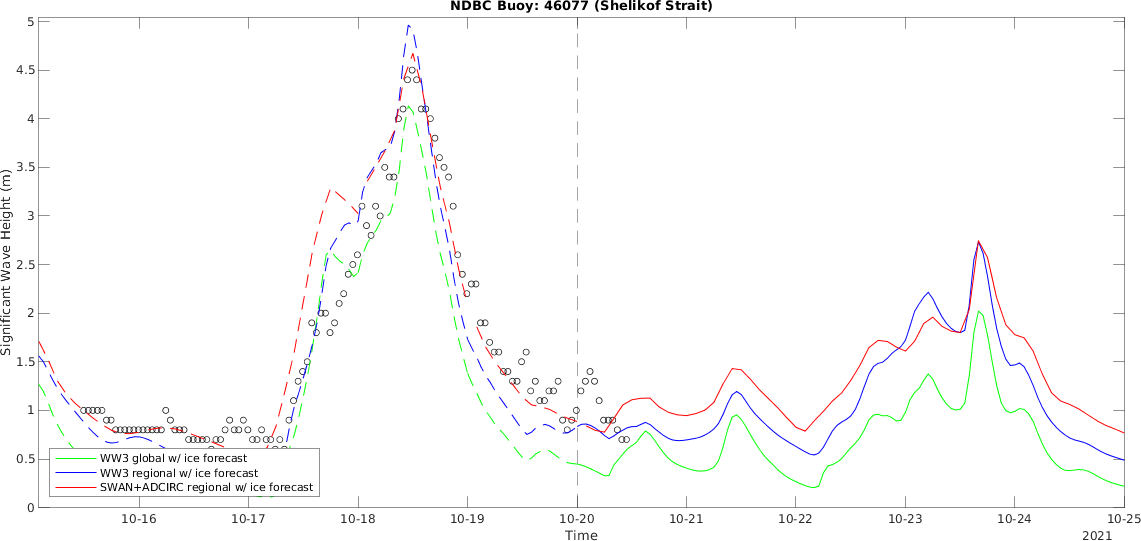 NDBC Buoy: 46077 (Shelikof Strait)
5
4.5
4
3.5
3
2.5
2
1.5
1
0.5
0
Significant Wave Height (m)
WW3 global w/ ice forecast
WW3 regional w/ ice forecast
SWAN+ADCIRC regional w/ ice forecast
10-16 10-17 10-18 10-19 10-20 10-21 10-22 10-23 10-24 10-25
Time
2021